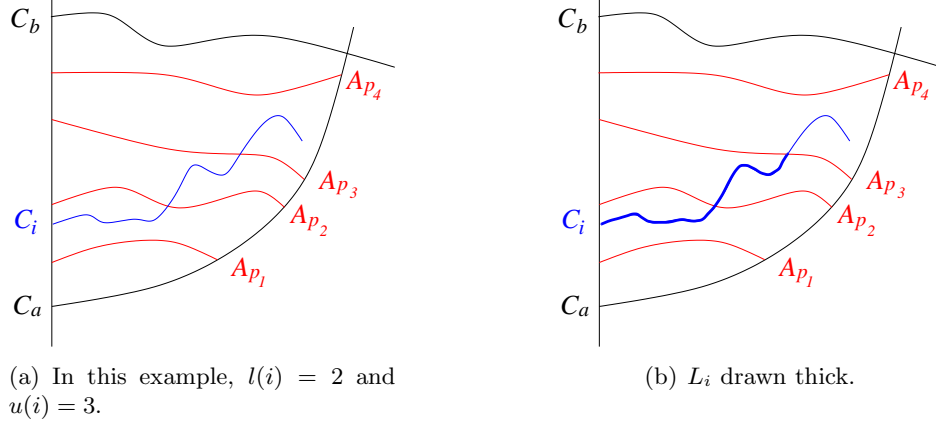 C_b
A_{p_4}
A_{p_3}
C_i
A_{p_2}
A_{p_1}
C_a
(a) In this example, l(i) = 2 and
u(i) = 3.
C_b
A_{p_4}
A_{p_3}
C_i
A_{p_2}
A_{p_1}
C_a
(b) L_i drawn thick.